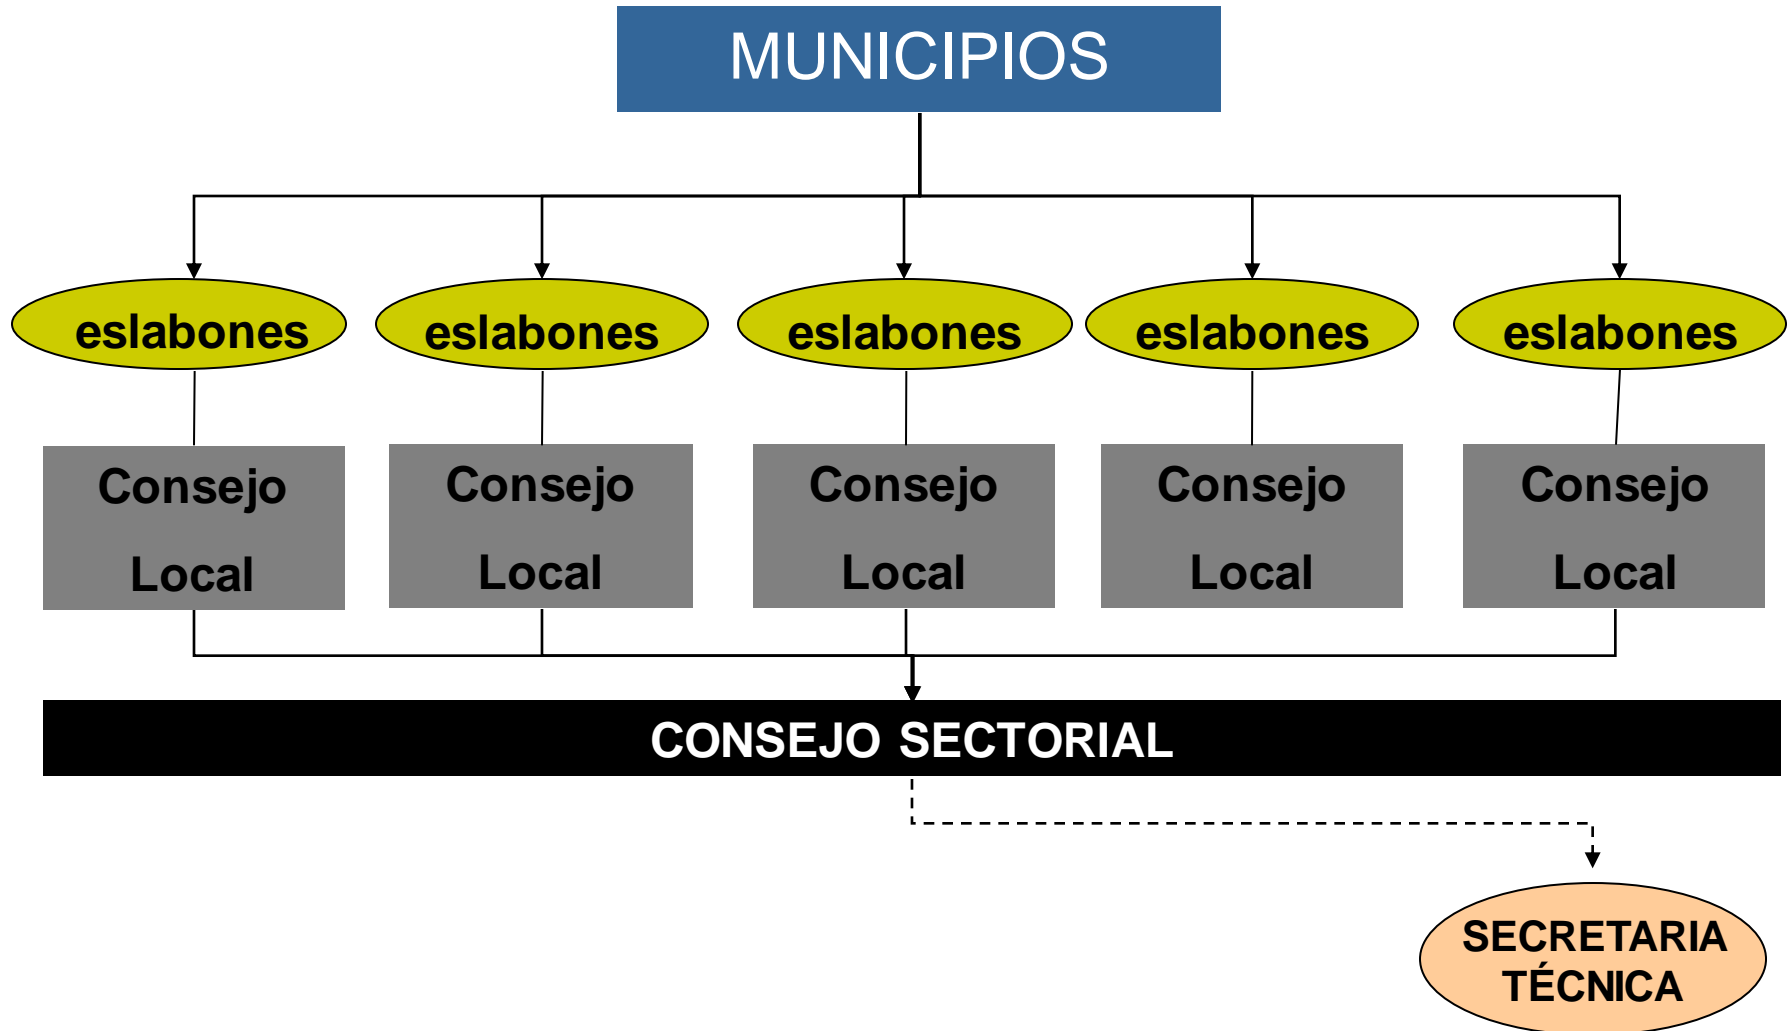 MUNICIPIOS
eslabones
eslabones
eslabones
eslabones
eslabones
Consejo
Local
Consejo
Local
Consejo
Local
Consejo
Local
Consejo
Local
CONSEJO SECTORIAL
SECRETARIA
TÉCNICA